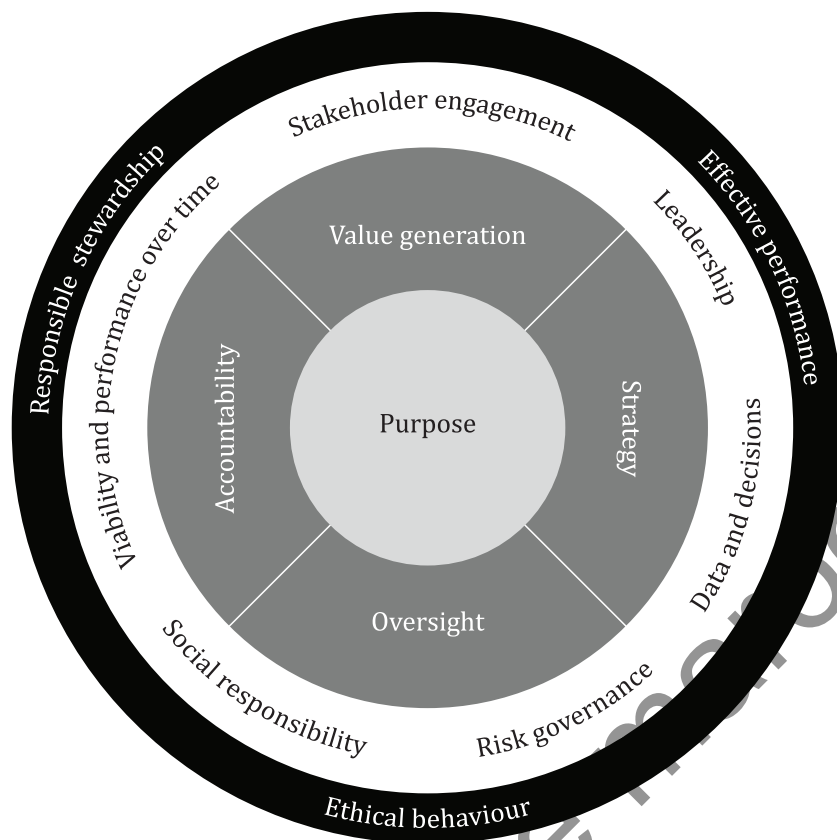 Stakeholder engagement
Responsible stewardship
Effective performance
Viability and performance over time
Leadership
Value generation
Accountability
Purpose
Strategy
Data and decisions
Oversight
Social responsibility
Risk governance
Ethical behaviour